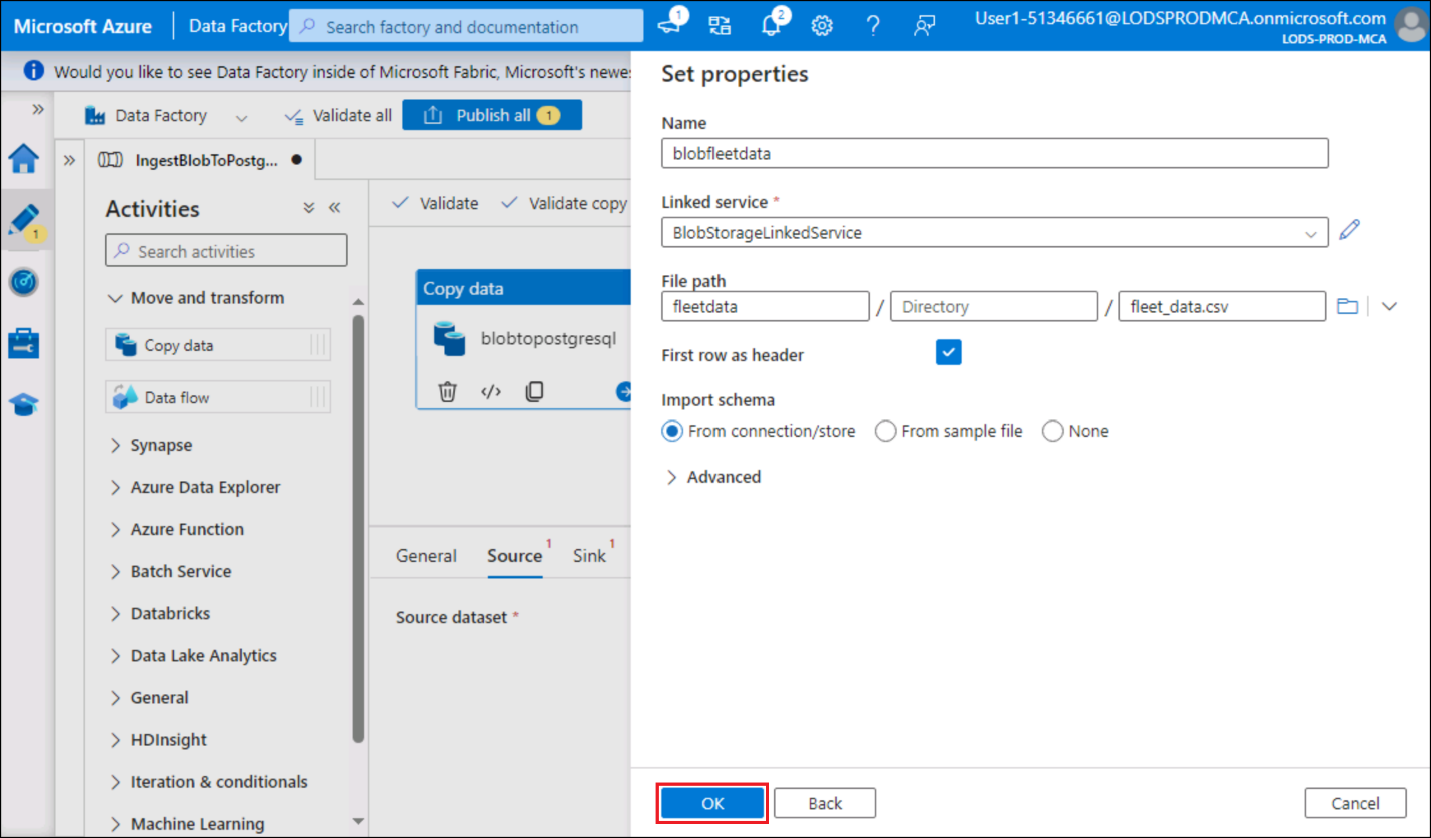 Microsoft Azure
Data Factory
Search factory and documentation
1
2
User1-51346661@LODSPRODMCA.onmicrosoft.com
LODS-PROD-MCA
Would you like to see Data Factory inside of Microsoft Fabric, Microsoft's newe
Data Factory
Validate all
Publish all 1
IngestBlobToPostg...
1
Activities
Search activities
Move and transform
Copy data
Data flow
Synapse
Azure Data Explorer
Azure Function
Batch Service
Databricks
Data Lake Analytics
General
HDInsight
Iteration & conditionals
Machine Learning
Validate
Validate copy
Copy data
blobtopostgresql
</>
General
Source 1
Sink 1
Source dataset *
Set properties
Name
blobfleetdata
Linked service *
BlobStorageLinkedService
File path
fleetdata / Directory / fleet_data.csv
First row as header
Import schema
From connection/store From sample file None
Advanced
OK
Back
Cancel